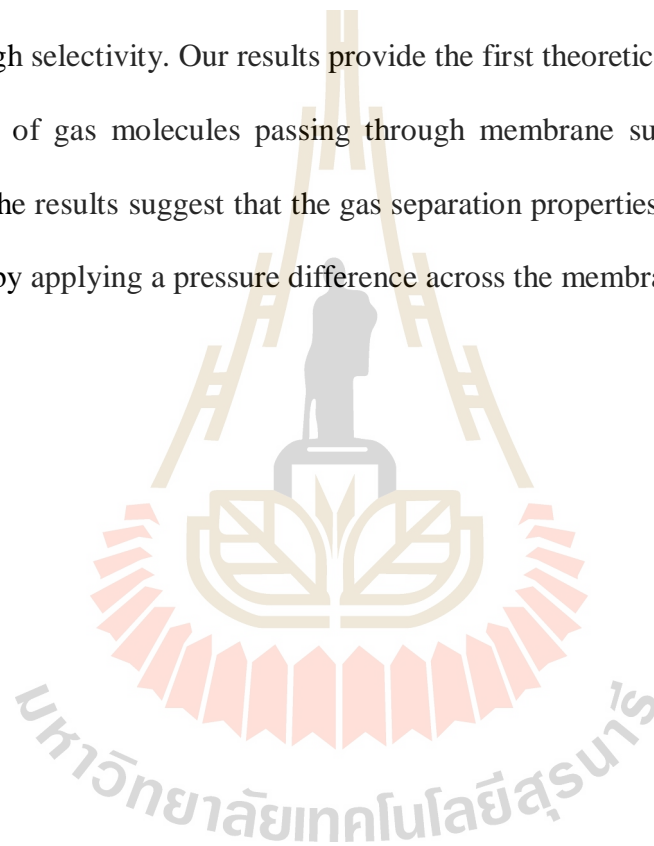 gh selectivity. Our results provide the first theoretic
of gas molecules passing through membrane su
he results suggest that the gas separation properties
by applying a pressure difference across the membra
มหาวิทยาลัยเทคโนโลยีสุรนารี